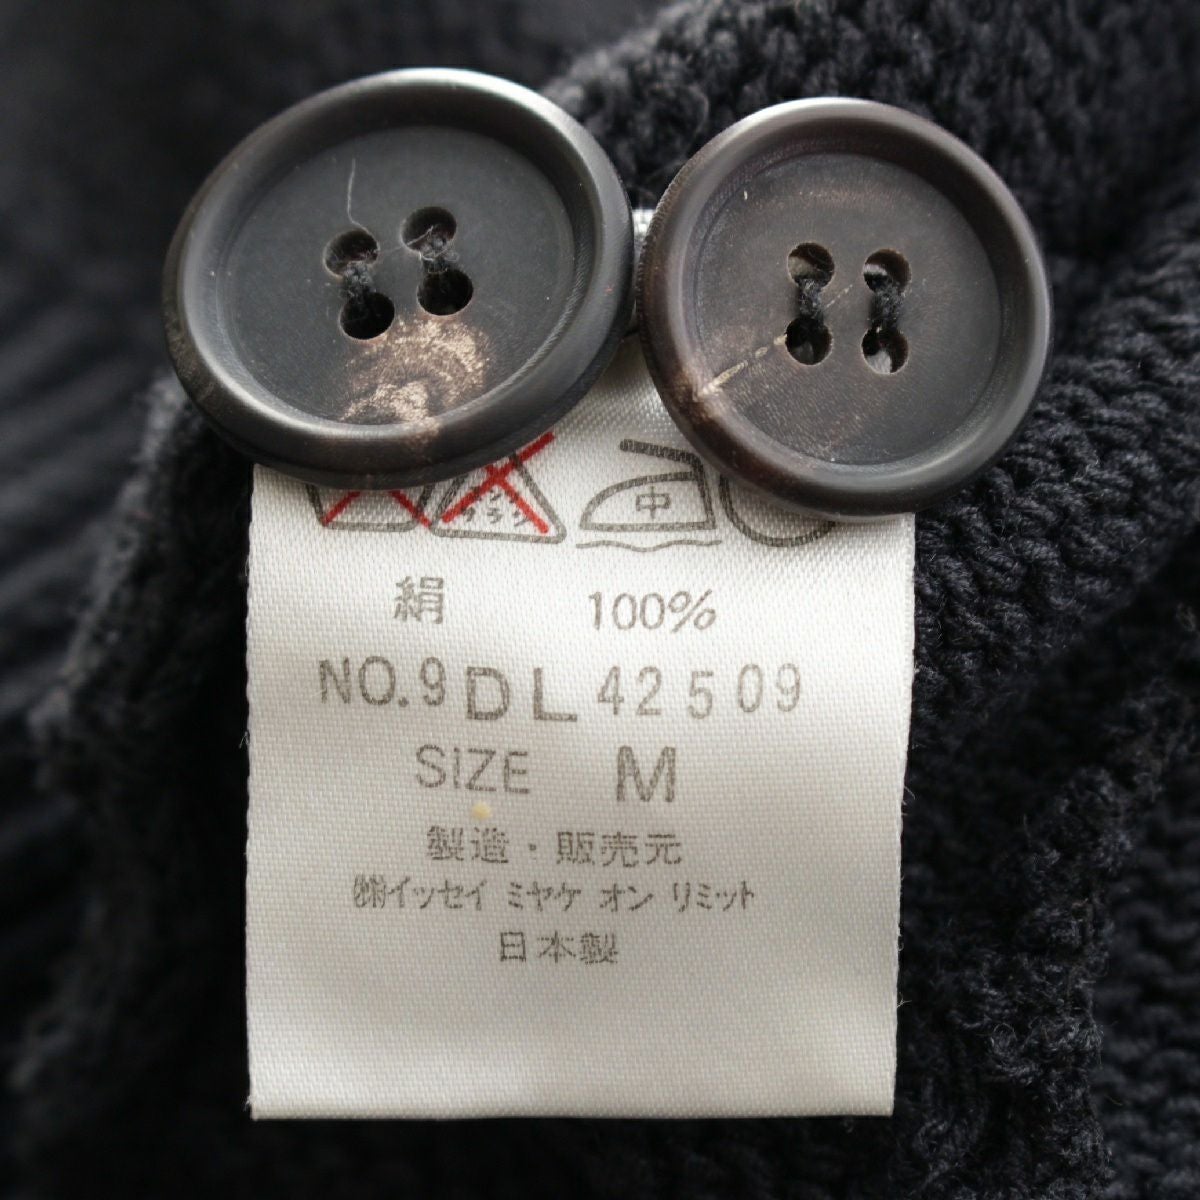 中
絹 100%
NO.9DL42509
SIZE M
製造・販売元
㈱イッセイ ミヤケ オン リミット
日本製